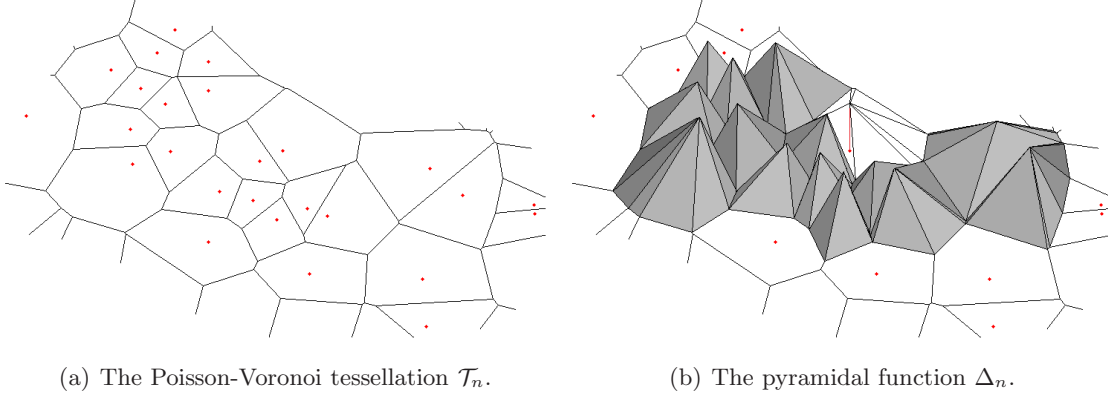 (a) The Poisson-Voronoi tessellation 𝒯ₙ.
(b) The pyramidal function Δₙ.